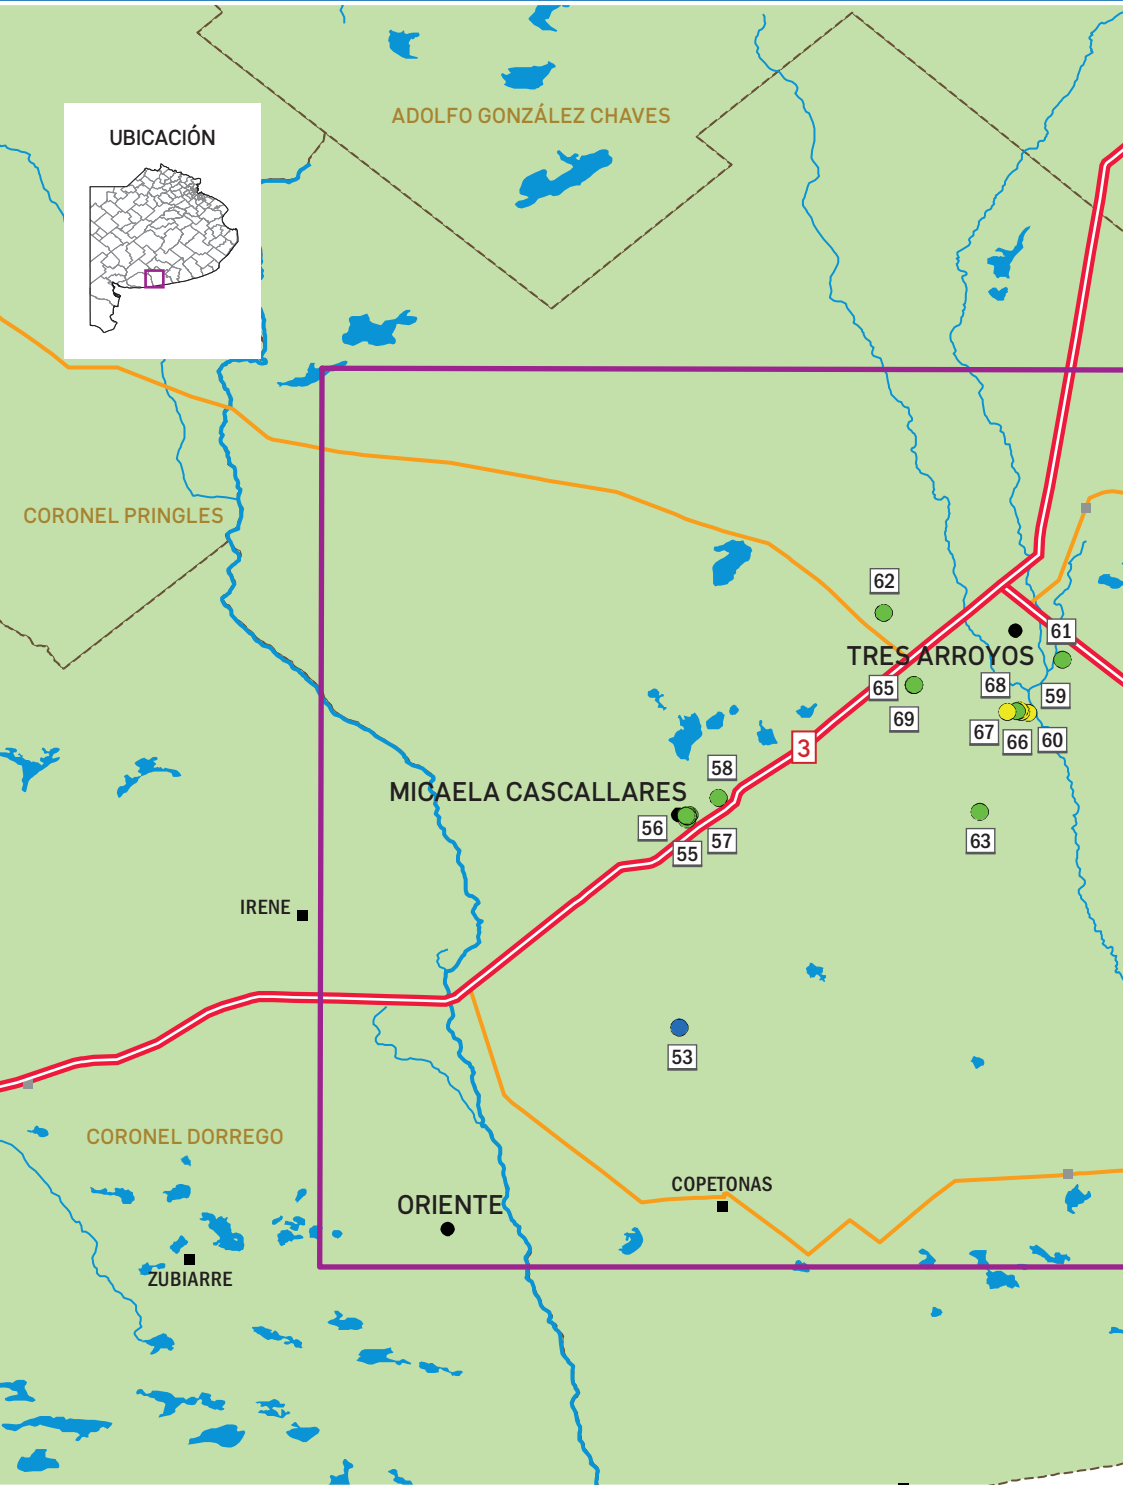 ADOLFO GONZÁLEZ CHAVES
UBICACIÓN
CORONEL PRINGLES
62
61
TRES ARROYOS
65
68
59
69
67
66
60
3
58
MICAELA CASCALLARES
56
55
57
63
IRENE
53
CORONEL DORREGO
COPETONAS
ORIENTE
ZUBIARRE